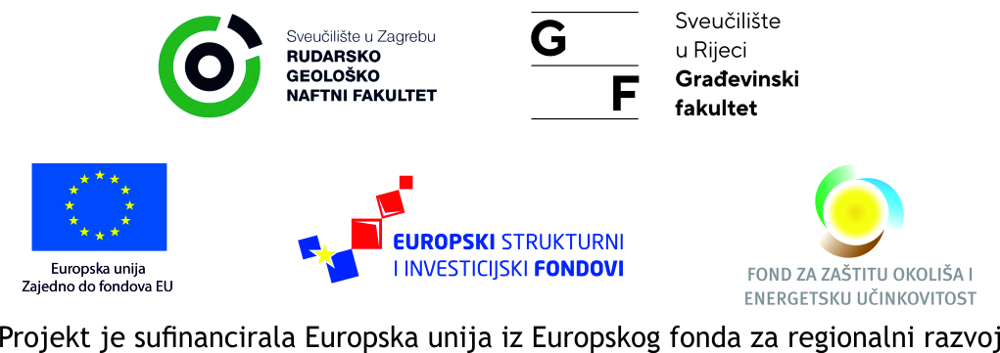 Sveučilište u Zagrebu
RUDARSKO
GEOLOŠKO
NAFTNI FAKULTET
G
F
Sveučilište
u Rijeci
Građevinski
fakultet
Europska unija
Zajedno do fondova EU
EUROPSKI STRUKTURNI
I INVESTICIJSKI FONDOVI
FOND ZA ZAŠTITU OKOLIŠA I
ENERGETSKU UČINKOVITOST
Projekt je sufinancirala Europska unija iz Europskog fonda za regionalni razvoj